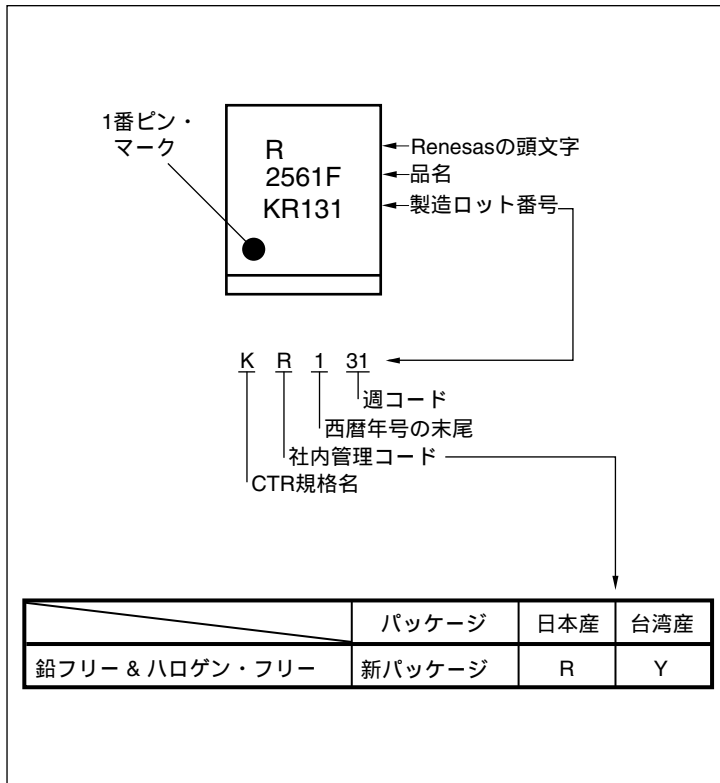 1番ピン・
マーク
R
2561F
KR131
Renesasの頭文字
品名
製造ロット番号
K R 1 31
週コード
西暦年号の末尾
社内管理コード
CTR規格名
パッケージ 日本産 台湾産
鉛フリー & ハロゲン・フリー 新パッケージ R Y